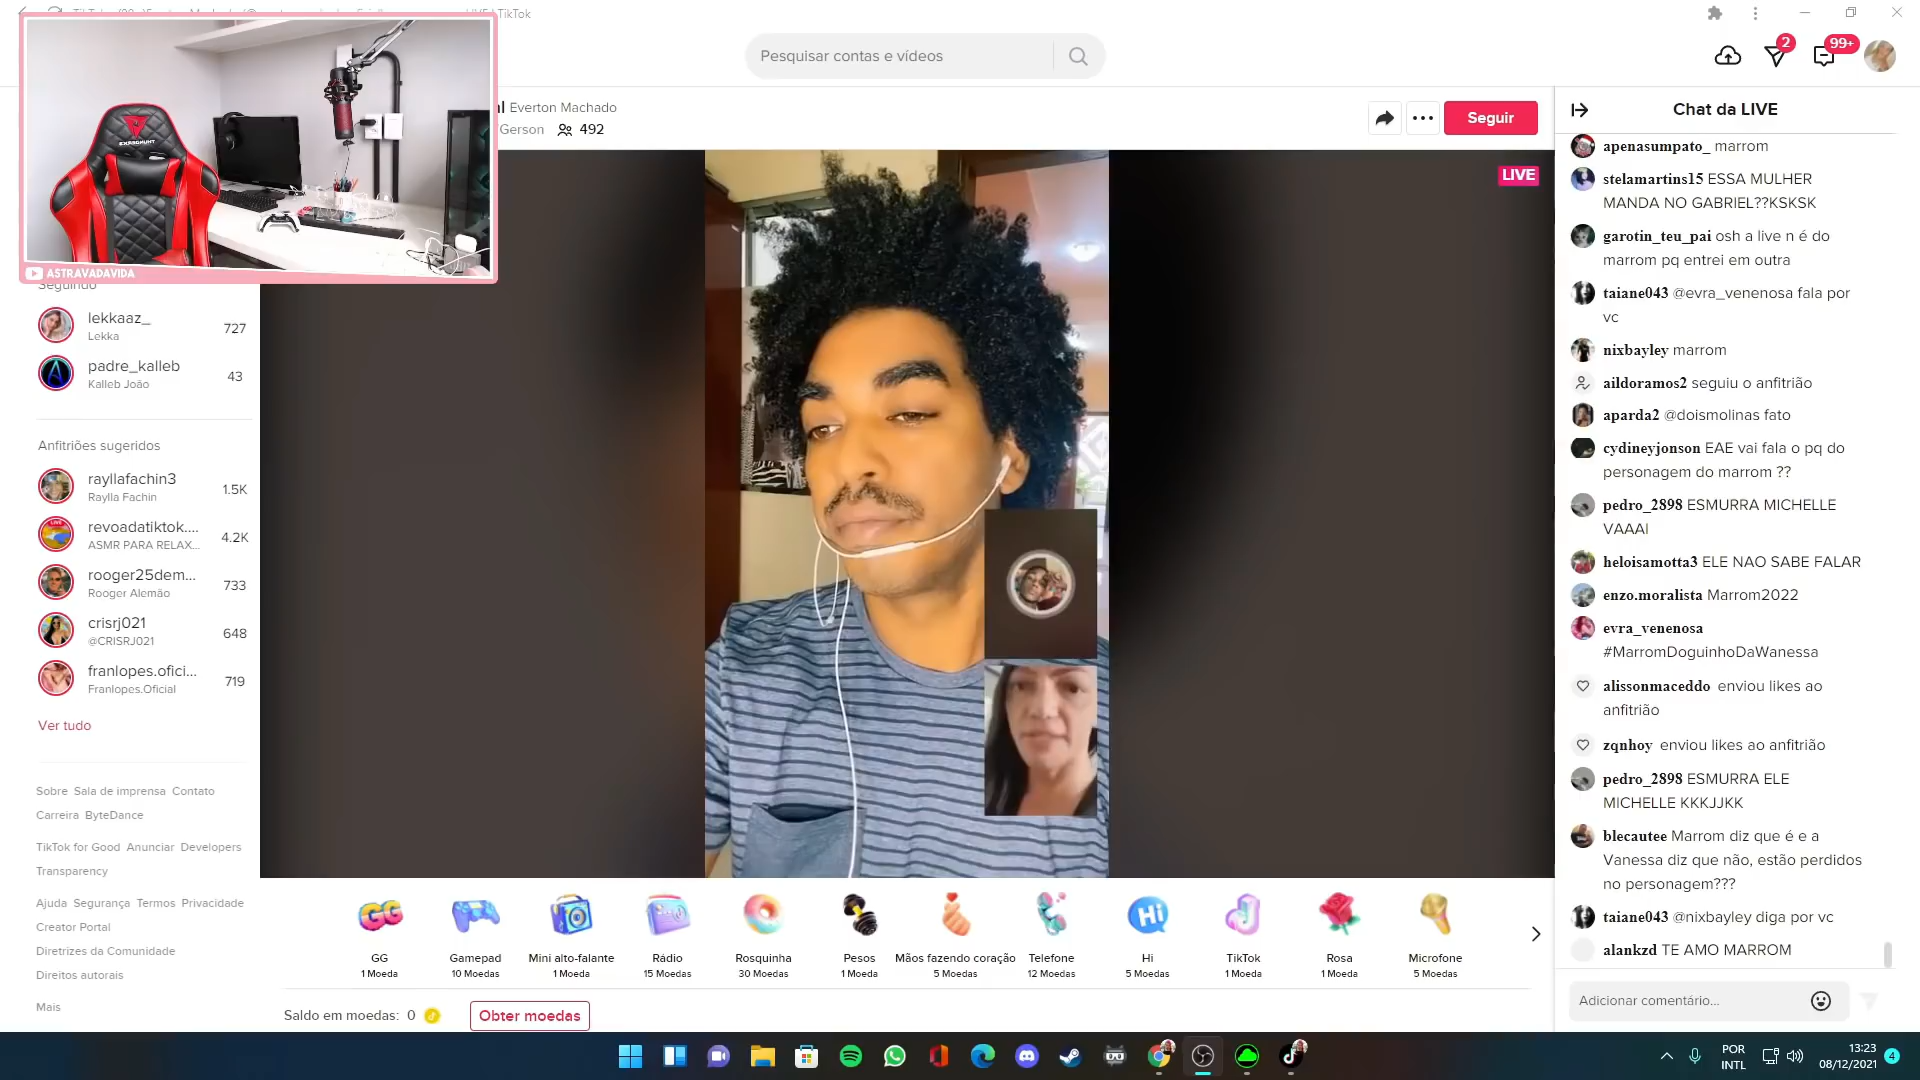 TikTok
Pesquisar contas e vídeos
2
99+
ASTRAVADAVIDA
Everton Machado
Gerson 492
Seguir
LIVE
Seguindo
lekkaaz_
Lekka
727
padre_kalleb
Kalleb João
43
Anfitriões sugeridos
rayllafachin3
Raylla Fachin
1.5K
revoadatiktok....
ASMR PARA RELAX...
4.2K
rooger25dem...
Rooger Alemão
733
crisrj021
@CRISRJ021
648
franlopes.ofici...
Franlopes.Oficial
719
Ver tudo
Sobre Sala de imprensa Contato
Carreira ByteDance
TikTok for Good Anunciar Developers
Transparency
Ajuda Segurança Termos Privacidade
Creator Portal
Diretrizes da Comunidade
Direitos autorais
Mais
GG
1 Moeda
Gamepad
10 Moedas
Mini alto-falante
1 Moeda
Rádio
15 Moedas
Rosquinha
30 Moedas
Pesos
1 Moeda
Mãos fazendo coração
5 Moedas
Telefone
12 Moedas
Hi
Hi
5 Moedas
TikTok
1 Moeda
Rosa
1 Moeda
Microfone
5 Moedas
Saldo em moedas: 0
Obter moedas
Chat da LIVE
apenasumpato_ marrom
stelamartins15 ESSA MULHER
MANDA NO GABRIEL??KSKSK
garotin_teu_pai osh a live n é do
marrom pq entrei em outra
taiane043 @evra_venenosa fala por
vc
nixbayley marrom
aildoramos2 seguiu o anfitrião
aparda2 @doismolinas fato
cydineyjonson EAE vai fala o pq do
personagem do marrom ??
pedro_2898 ESMURRA MICHELLE
VAAAI
heloisamotta3 ELE NAO SABE FALAR
enzo.moralista Marrom2022
evra_venenosa
#MarromDoguinhoDaWanessa
alissonmaceddo enviou likes ao
anfitrião
zqnhoy enviou likes ao anfitrião
pedro_2898 ESMURRA ELE
MICHELLE KKKJJKK
blecautee Marrom diz que é e a
Vanessa diz que não, estão perdidos
no personagem???
taiane043 @nixbayley diga por vc
alankzd TE AMO MARROM
Adicionar comentário...
POR
INTL
13:23
08/12/2021
4